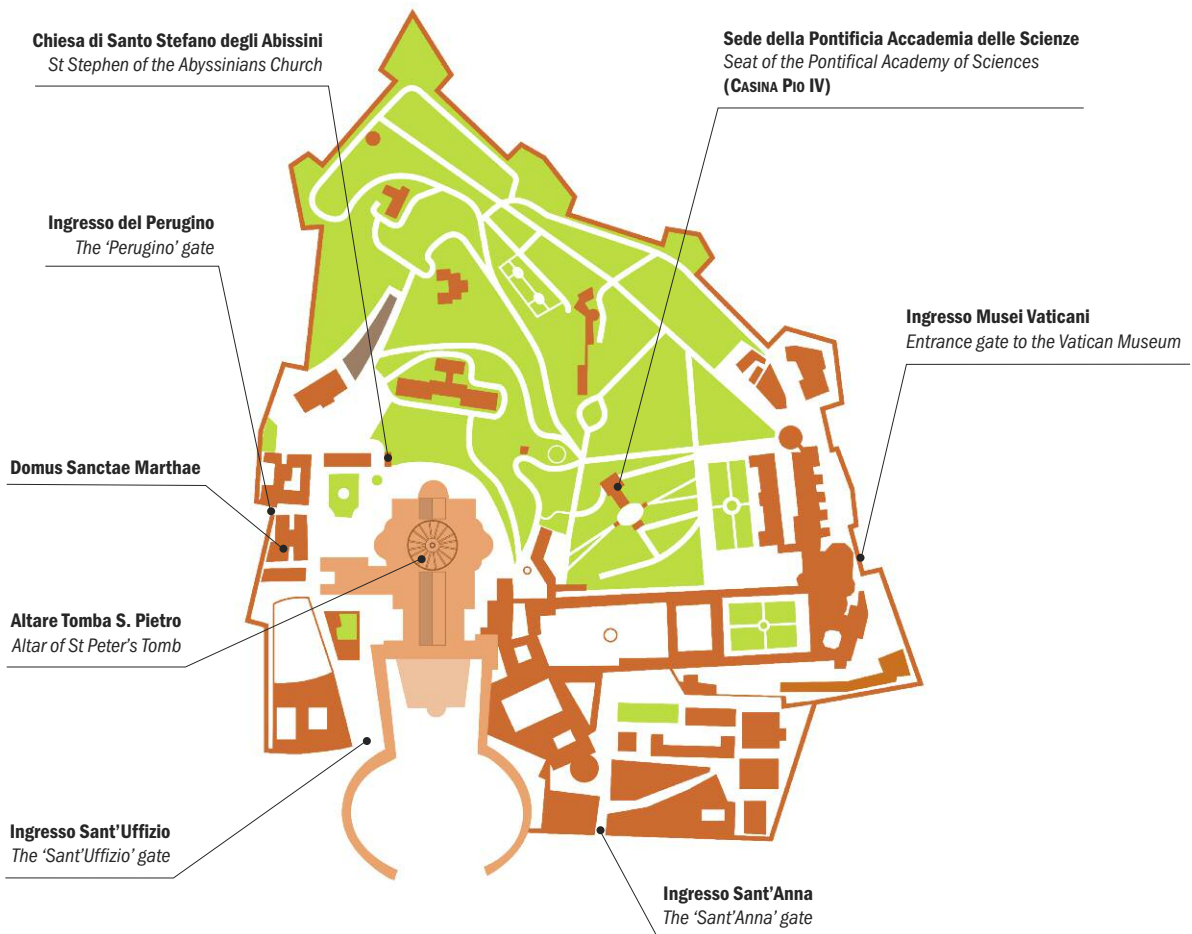 Chiesa di Santo Stefano degli Abissini
St Stephen of the Abyssinians Church
Sede della Pontificia Accademia delle Scienze
Seat of the Pontifical Academy of Sciences
(Casina Pio IV)
Ingresso del Perugino
The ‘Perugino’ gate
Ingresso Musei Vaticani
Entrance gate to the Vatican Museum
Domus Sanctae Marthae
Altare Tomba S. Pietro
Altar of St Peter’s Tomb
Ingresso Sant’Uffizio
The ‘Sant’Uffizio’ gate
Ingresso Sant’Anna
The ‘Sant’Anna’ gate